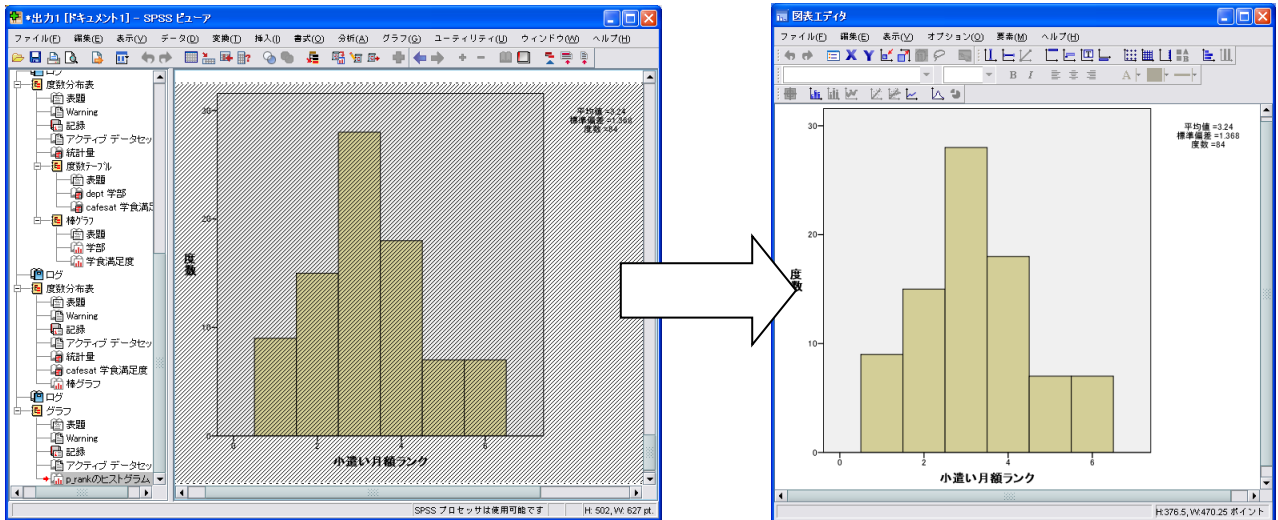 *出力1 [ドキュメント1] - SPSS ビューア
ファイル(F) 編集(E) 表示(V) データ(D) 変換(T) 挿入(I) 書式(O) 分析(A) グラフ(G) ユーティリティ(U) ウィンドウ(W) ヘルプ(H)
ログ
度数分布表
表題
Warning
記録
アクティブ データセッ
統計量
度数テーブル
表題
dept 学部
cafesat 学食満足
棒グラフ
表題
学部
学食満足度
ログ
度数分布表
表題
Warning
記録
アクティブ データセッ
統計量
cafesat 学食満足度
棒グラフ
ログ
グラフ
表題
Warning
記録
アクティブ データセッ
p_rankのヒストグラム
平均値 =3.24
標準偏差 =1.368
度数 =84
30
20
10
0
度数
0 2 4 6
小遣い月額ランク
SPSS プロセッサは使用可能です H: 502, W: 627 pt.
図表エディタ
ファイル(F) 編集(E) 表示(V) オプション(O) 要素(M) ヘルプ(H)
X Y
B I A
平均値 =3.24
標準偏差 =1.368
度数 =84
30
20
10
0
度数
0 2 4 6
小遣い月額ランク
H:376.5, W:470.25 ポイント